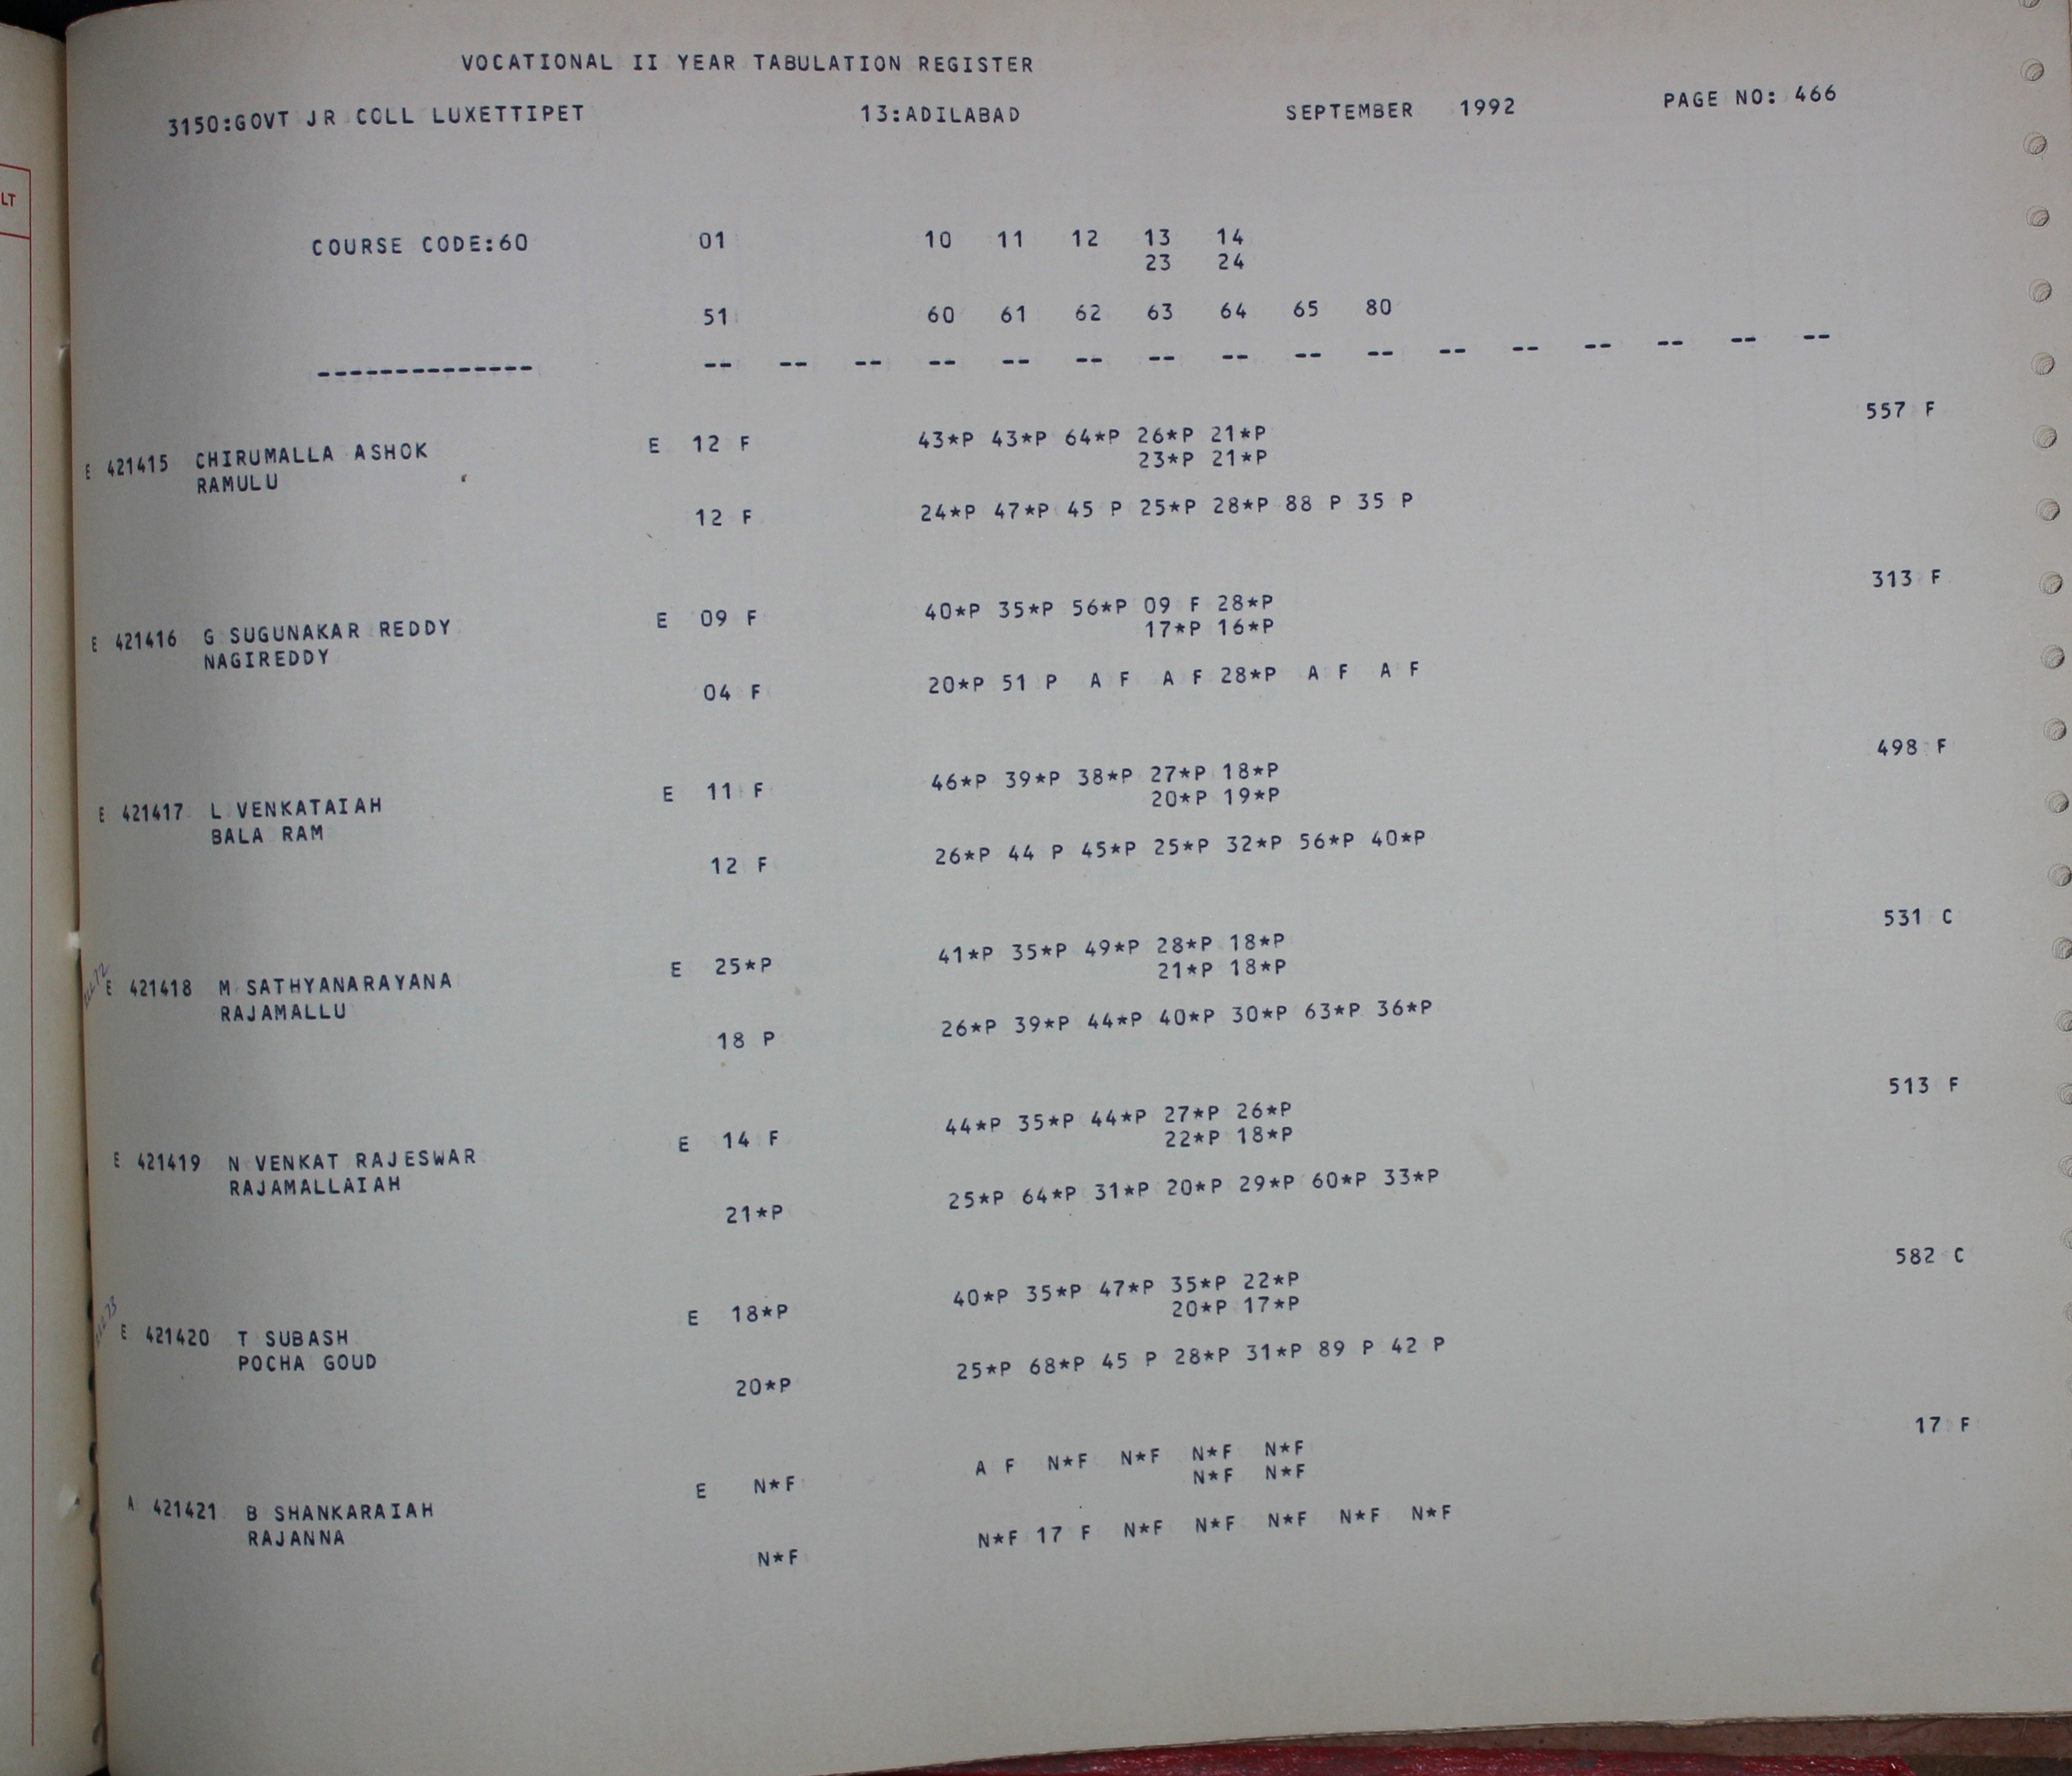 LT
VOCATIONAL II YEAR TABULATION REGISTER
3150:GOVT JR COLL LUXETTIPET 13:ADILABAD SEPTEMBER 1992 PAGE NO: 466
COURSE CODE:60 01 10 11 12 13 14
23 24
51 60 61 62 63 64 65 80
-------------- -- -- -- -- -- -- -- -- -- -- -- -- -- -- -- --
557 F
E 421415 CHIRUMALLA ASHOK E 12 F 43*P 43*P 64*P 26*P 21*P
RAMULU 23*P 21*P
12 F 24*P 47*P 45 P 25*P 28*P 88 P 35 P
313 F
E 421416 G SUGUNAKAR REDDY E 09 F 40*P 35*P 56*P 09 F 28*P
NAGIREDDY 17*P 16*P
04 F 20*P 51 P A F A F 28*P A F A F
498 F
E 421417 L VENKATAIAH E 11 F 46*P 39*P 38*P 27*P 18*P
BALA RAM 20*P 19*P
12 F 26*P 44 P 45*P 25*P 32*P 56*P 40*P
531 C
E 421418 M SATHYANARAYANA E 25*P 41*P 35*P 49*P 28*P 18*P
RAJAMALLU 21*P 18*P
18 P 26*P 39*P 44*P 40*P 30*P 63*P 36*P
513 F
E 421419 N VENKAT RAJESWAR E 14 F 44*P 35*P 44*P 27*P 26*P
RAJAMALLAIAH 22*P 18*P
21*P 25*P 64*P 31*P 20*P 29*P 60*P 33*P
582 C
E 421420 T SUBASH E 18*P 40*P 35*P 47*P 35*P 22*P
POCHA GOUD 20*P 17*P
20*P 25*P 68*P 45 P 28*P 31*P 89 P 42 P
17 F
A 421421 B SHANKARAIAH E N*F A F N*F N*F N*F N*F
RAJANNA N*F N*F
N*F N*F 17 F N*F N*F N*F N*F N*F